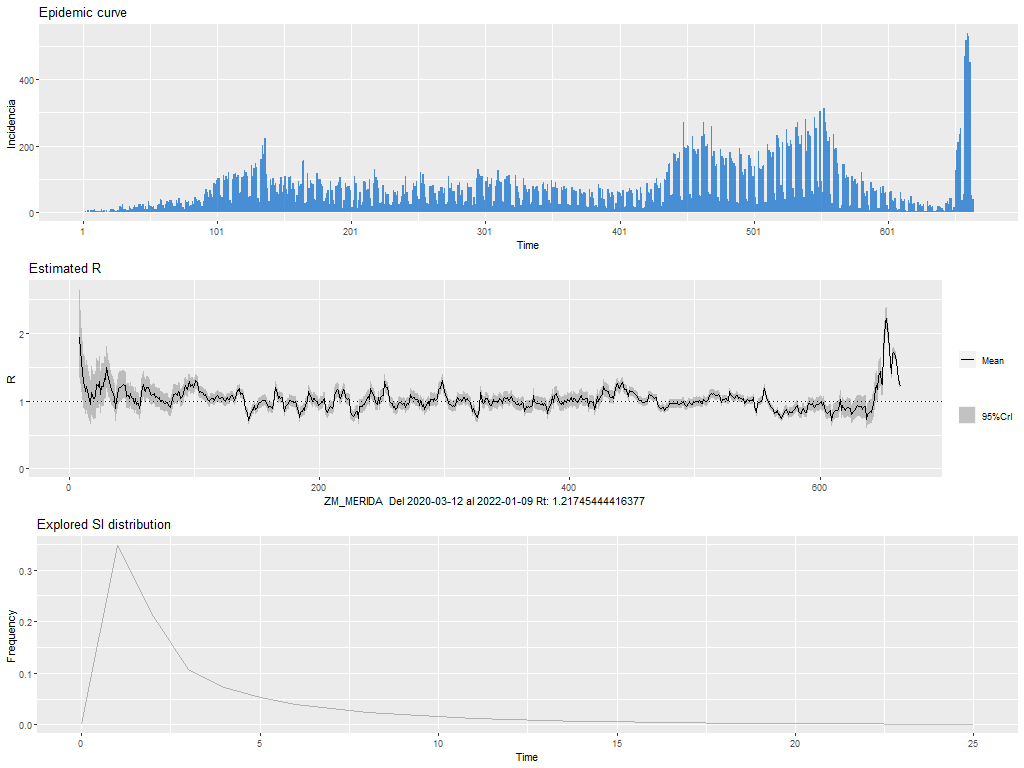 Epidemic curve
Incidencia
400
200
0
1
101
201
301
401
501
601
Time
Estimated R
R
2
1
0
0
200
400
600
Mean
95%CrI
ZM_MERIDA Del 2020-03-12 al 2022-01-09 Rt: 1.21745444416377
Explored SI distribution
Frequency
0.3
0.2
0.1
0.0
0
5
10
15
20
25
Time